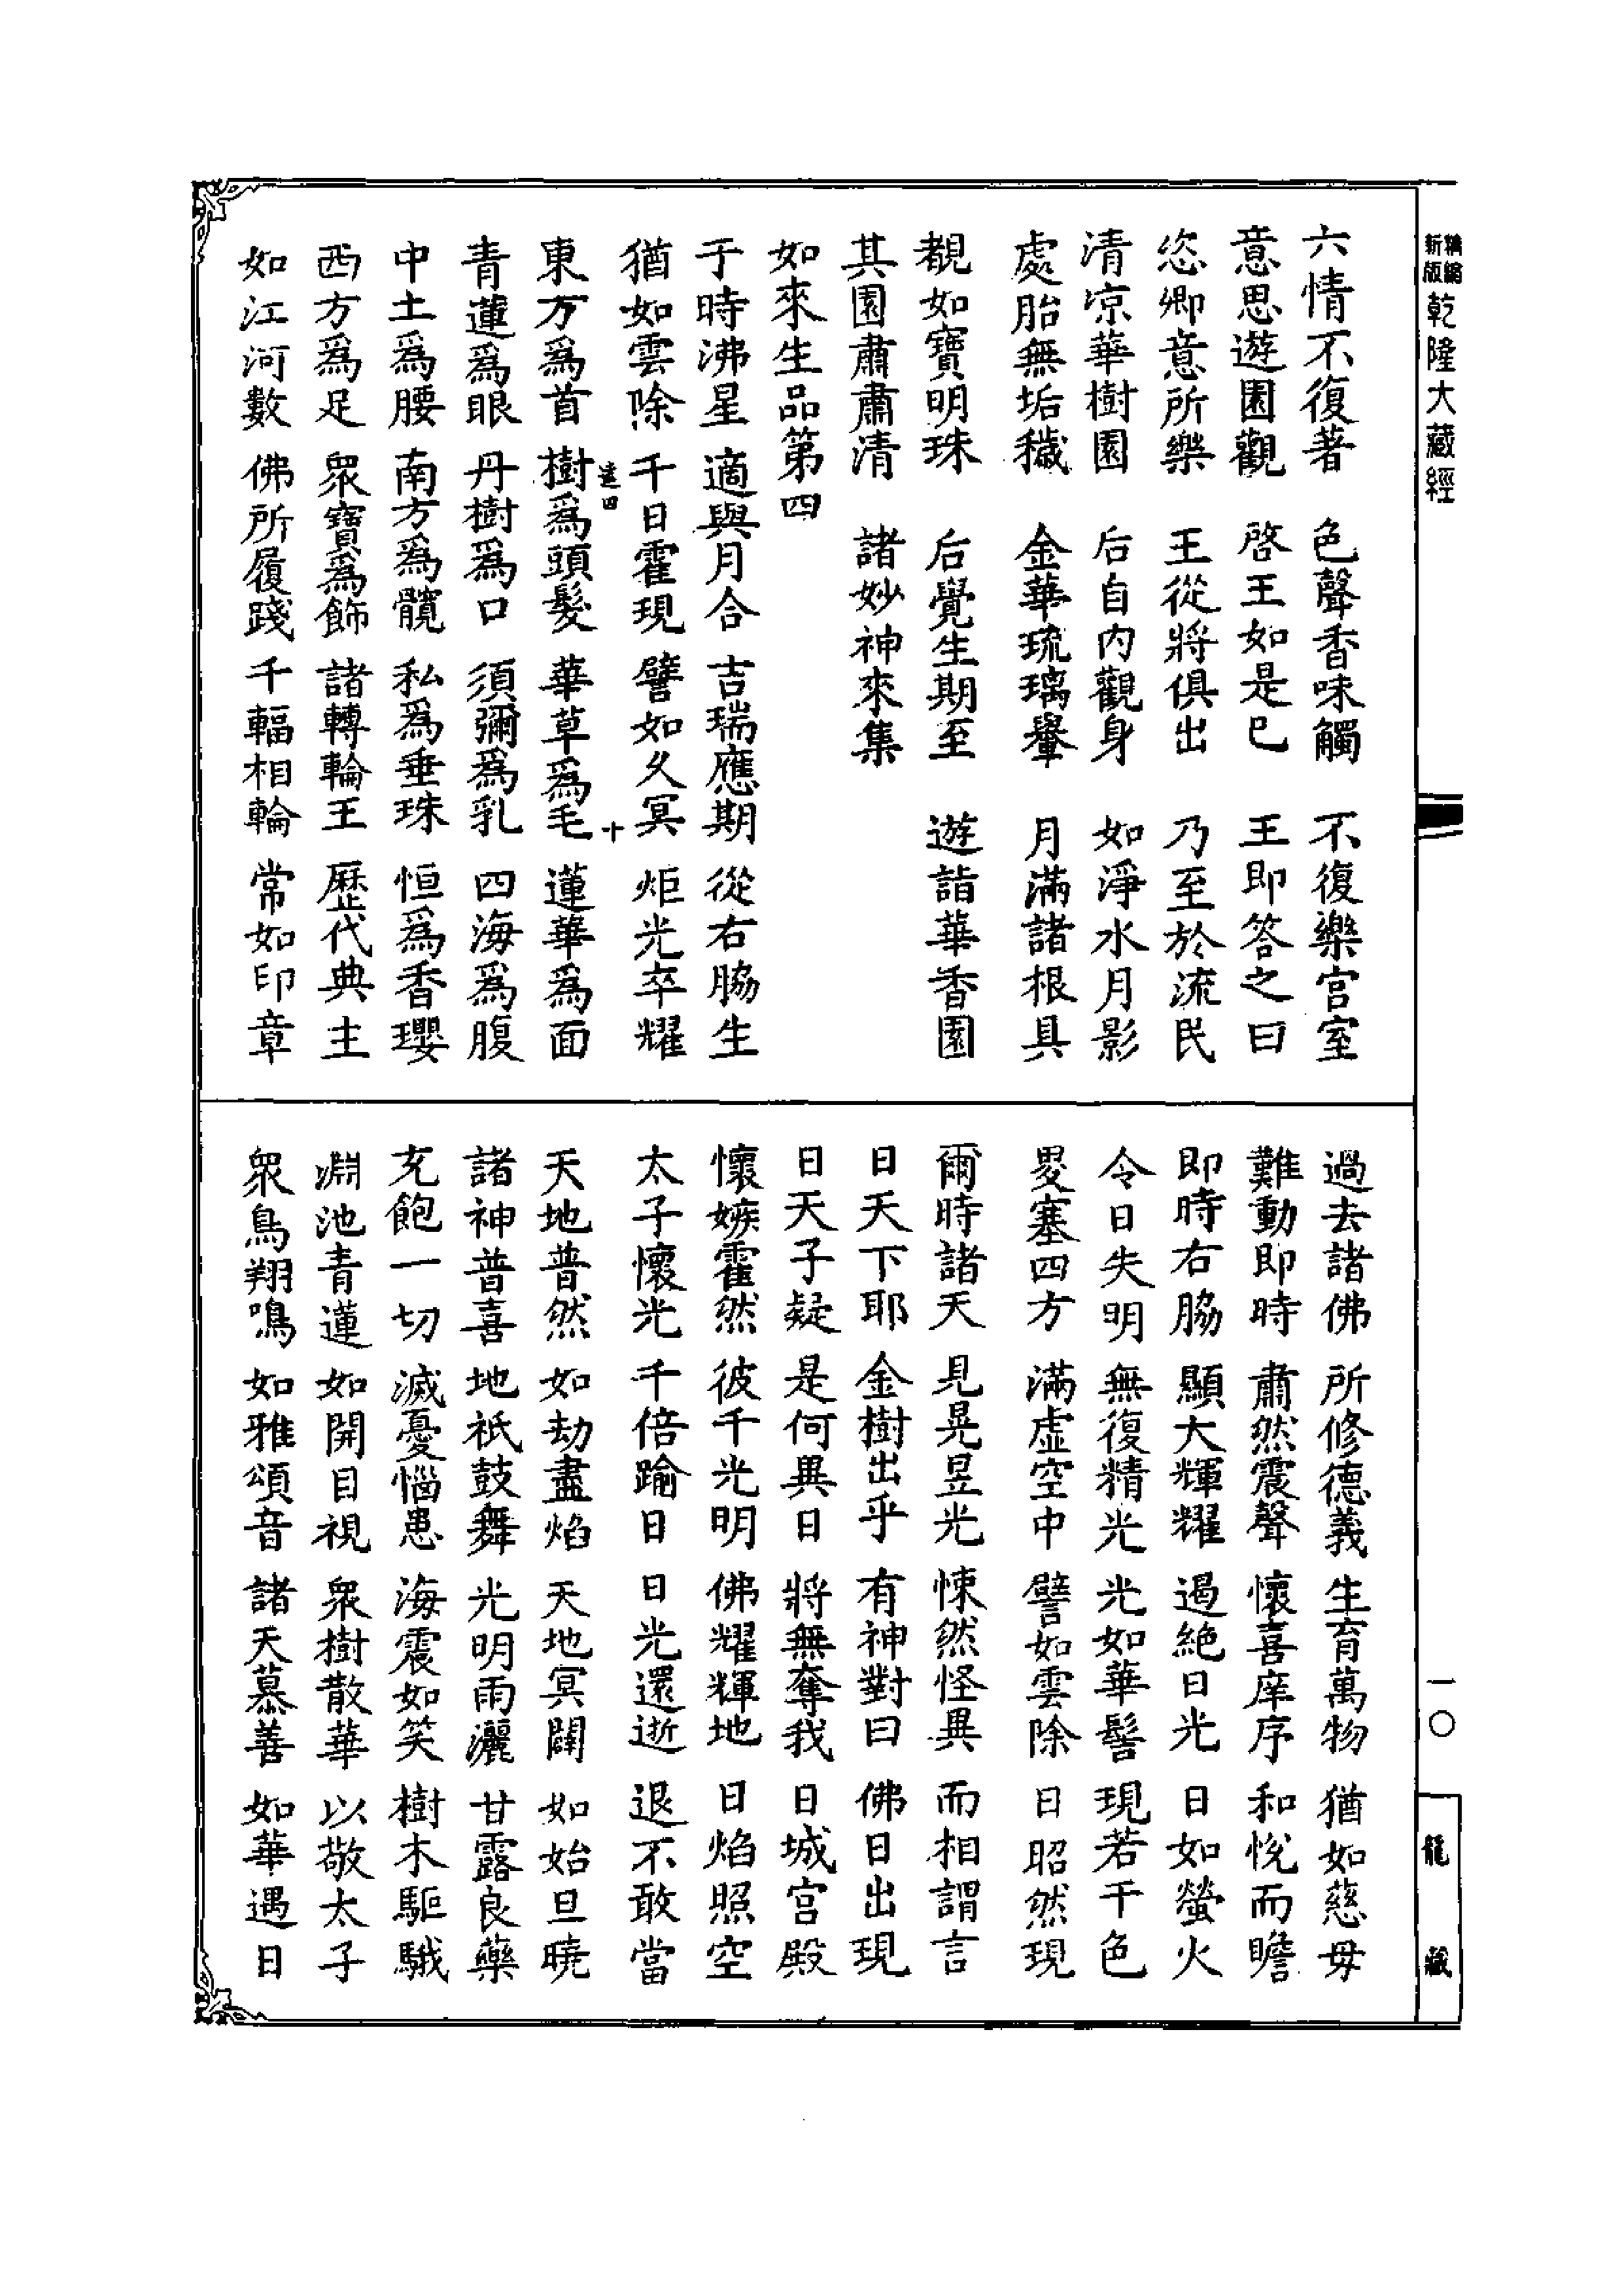 精編新版乾隆大藏經
六情不復著 色聲香味觸 不復樂宮室
意思遊園觀 啓王如是已 王即答之曰
恣卿意所樂 王從將俱出 乃至於流民
清凉華樹園 后自内觀身 如淨水月影
處胎無垢穢 金華琉璃轝 月滿諸根具
覩如寶明珠 后覺生期至 遊詣華香園
其園肅肅清 諸妙神來集
如來生品第四
于時沸星 適與月合 吉瑞應期 從右脇生
猶如雲除 千日霍現 譬如久冥 炬光卒耀
逵四 十
東方爲首 樹爲頭髮 華草爲毛 蓮華爲面
青蓮爲眼 丹樹爲口 須彌爲乳 四海爲腹
中土爲腰 南方爲髖 私爲垂珠 恒爲香瓔
西方爲足 衆寶爲飾 諸轉輪王 歷代典主
如江河數 佛所履踐 千輻相輪 常如印章
過去諸佛 所修德義 生育萬物 猶如慈母
難動即時 肅然震聲 懷喜庠序 和悅而瞻
即時右脇 顯大輝耀 遏絶日光 日如螢火
令日失明 無復精光 光如華髻 現若干色
畟塞四方 滿虛空中 譬如雲除 日昭然現
爾時諸天 見晃昱光 悚然怪異 而相謂言
日天下耶 金樹出乎 有神對曰 佛日出現
日天子疑 是何異日 將無奪我 日城宮殿
懷嫉霍然 彼千光明 佛耀輝地 日焰照空
太子懷光 千倍踰日 日光還逝 退不敢當
天地普然 如劫盡焰 天地冥闢 如始旦曉
諸神普喜 地祇鼓舞 光明雨灑 甘露良藥
充飽一切 滅憂惱患 海震如笑 樹木駈騀
淵池青蓮 如開目視 衆樹散華 以敬太子
衆鳥翔鳴 如雅頌音 諸天慕善 如華遇日
一〇
龍藏